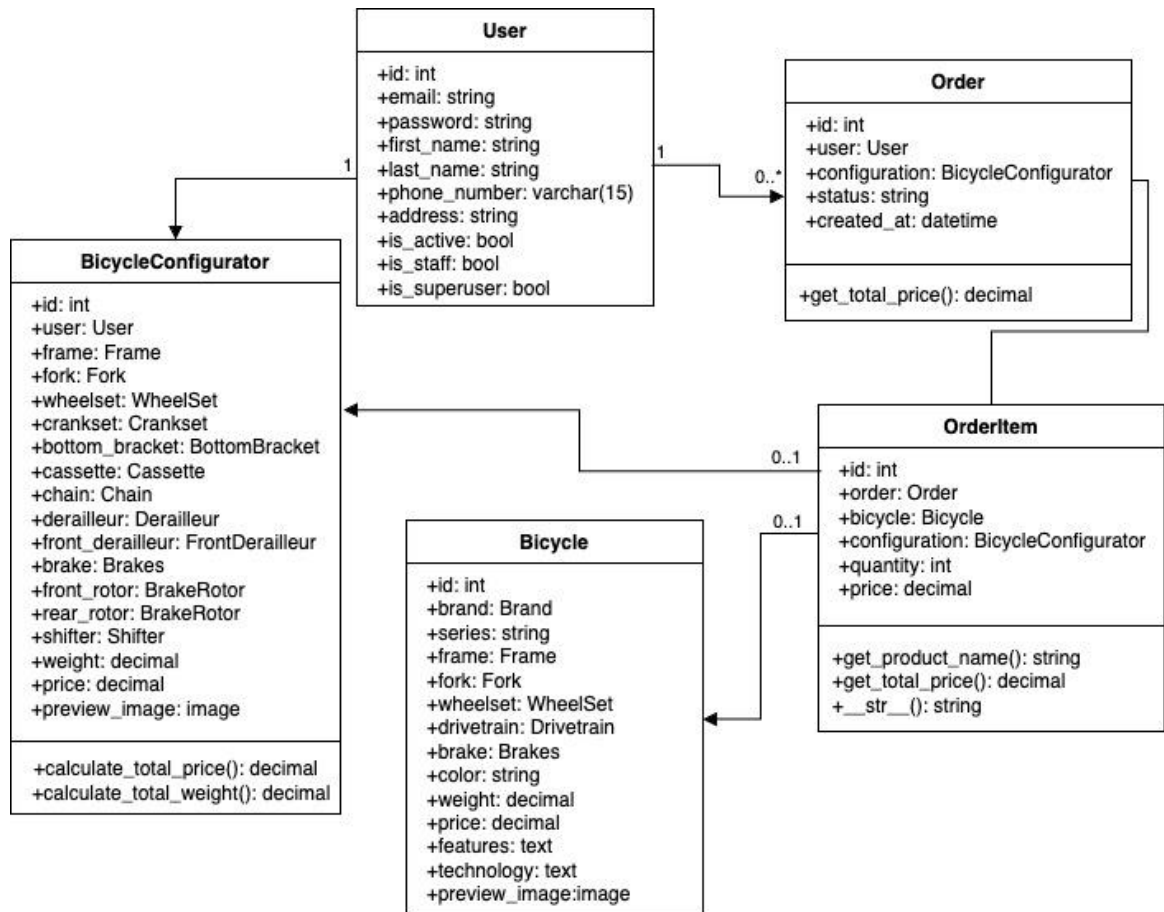 User
+id: int
+email: string
+password: string
+first_name: string
+last_name: string
+phone_number: varchar(15)
+address: string
+is_active: bool
+is_staff: bool
+is_superuser: bool
1
1
0..*
Order
+id: int
+user: User
+configuration: BicycleConfigurator
+status: string
+created_at: datetime
+get_total_price(): decimal
BicycleConfigurator
+id: int
+user: User
+frame: Frame
+fork: Fork
+wheelset: WheelSet
+crankset: Crankset
+bottom_bracket: BottomBracket
+cassette: Cassette
+chain: Chain
+derailleur: Derailleur
+front_derailleur: FrontDerailleur
+brake: Brakes
+front_rotor: BrakeRotor
+rear_rotor: BrakeRotor
+shifter: Shifter
+weight: decimal
+price: decimal
+preview_image: image
+calculate_total_price(): decimal
+calculate_total_weight(): decimal
0..1
0..1
OrderItem
+id: int
+order: Order
+bicycle: Bicycle
+configuration: BicycleConfigurator
+quantity: int
+price: decimal
+get_product_name(): string
+get_total_price(): decimal
+__str__(): string
Bicycle
+id: int
+brand: Brand
+series: string
+frame: Frame
+fork: Fork
+wheelset: WheelSet
+drivetrain: Drivetrain
+brake: Brakes
+color: string
+weight: decimal
+price: decimal
+features: text
+technology: text
+preview_image:image